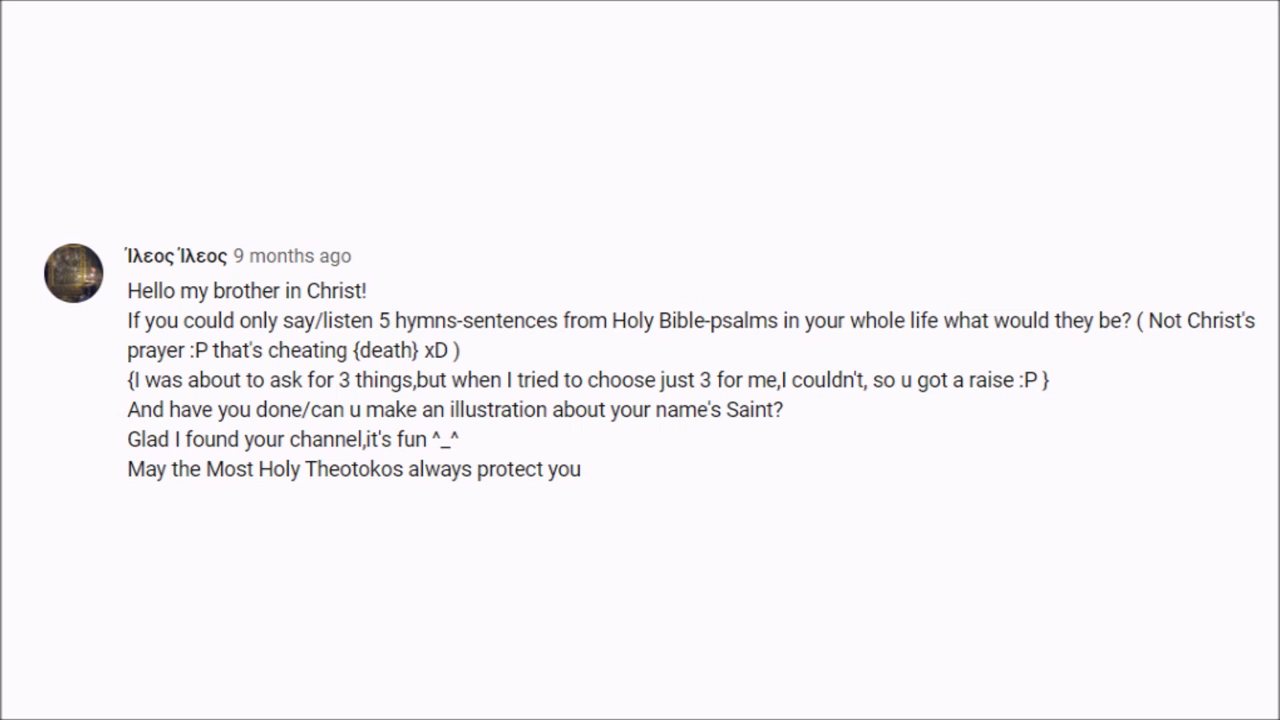 Ίλεος Ίλεος 9 months ago
Hello my brother in Christ!
If you could only say/listen 5 hymns-sentences from Holy Bible-psalms in your whole life what would they be? ( Not Christ's
prayer :P that's cheating {death} xD )
{I was about to ask for 3 things,but when I tried to choose just 3 for me,I couldn't, so u got a raise :P }
And have you done/can u make an illustration about your name's Saint?
Glad I found your channel,it's fun ^_^
May the Most Holy Theotokos always protect you